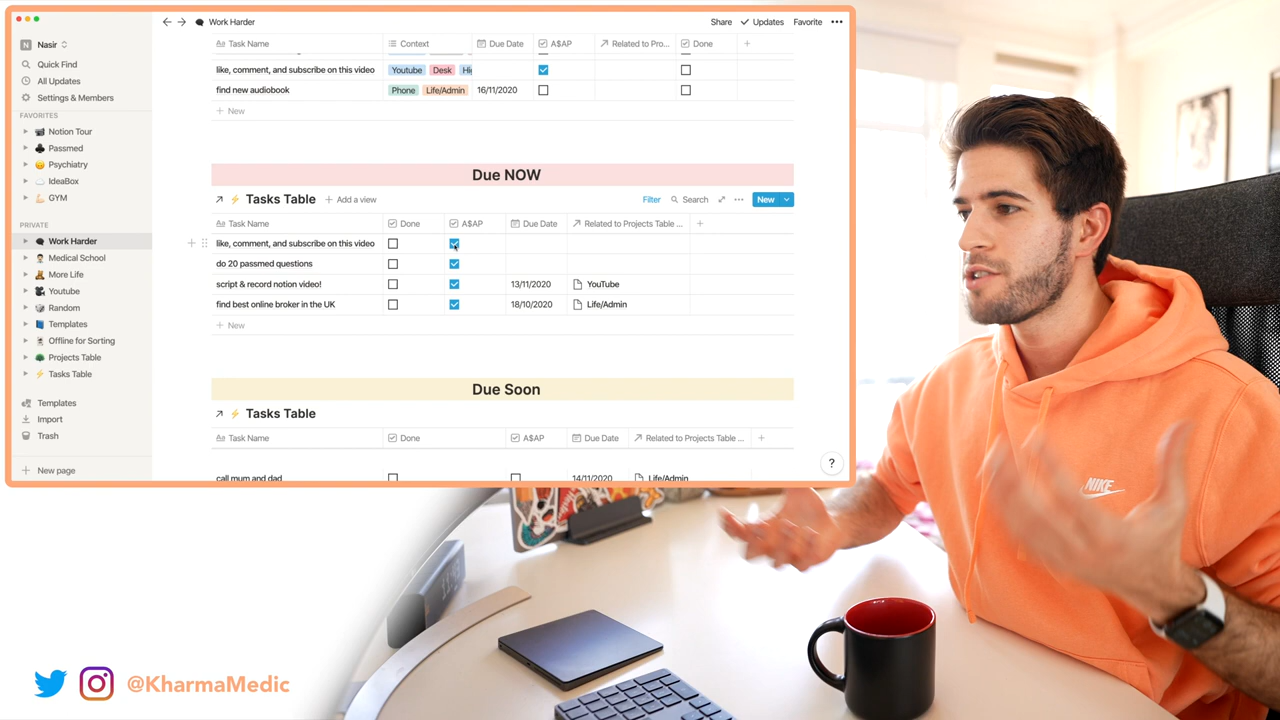 Nasir
Quick Find
All Updates
Settings & Members
FAVORITES
Notion Tour
Passmed
Psychiatry
IdeaBox
GYM
PRIVATE
Work Harder
Medical School
More Life
Youtube
Random
Templates
Offline for Sorting
Projects Table
Tasks Table
Templates
Import
Trash
New page
Work Harder
Share Updates Favorite
Task Name Context Due Date A$AP Related to Pro... Done
like, comment, and subscribe on this video Youtube Desk
find new audiobook Phone Life/Admin 16/11/2020
New
Due NOW
Tasks Table Add a view Filter Search New
Task Name Done A$AP Due Date Related to Projects Table ...
like, comment, and subscribe on this video
do 20 passmed questions
script & record notion video! 13/11/2020 YouTube
find best online broker in the UK 18/10/2020 Life/Admin
New
Due Soon
Tasks Table
Task Name Done A$AP Due Date Related to Projects Table ...
call mum and dad 14/11/2020 Life/Admin
?
NIKE
@KharmaMedic